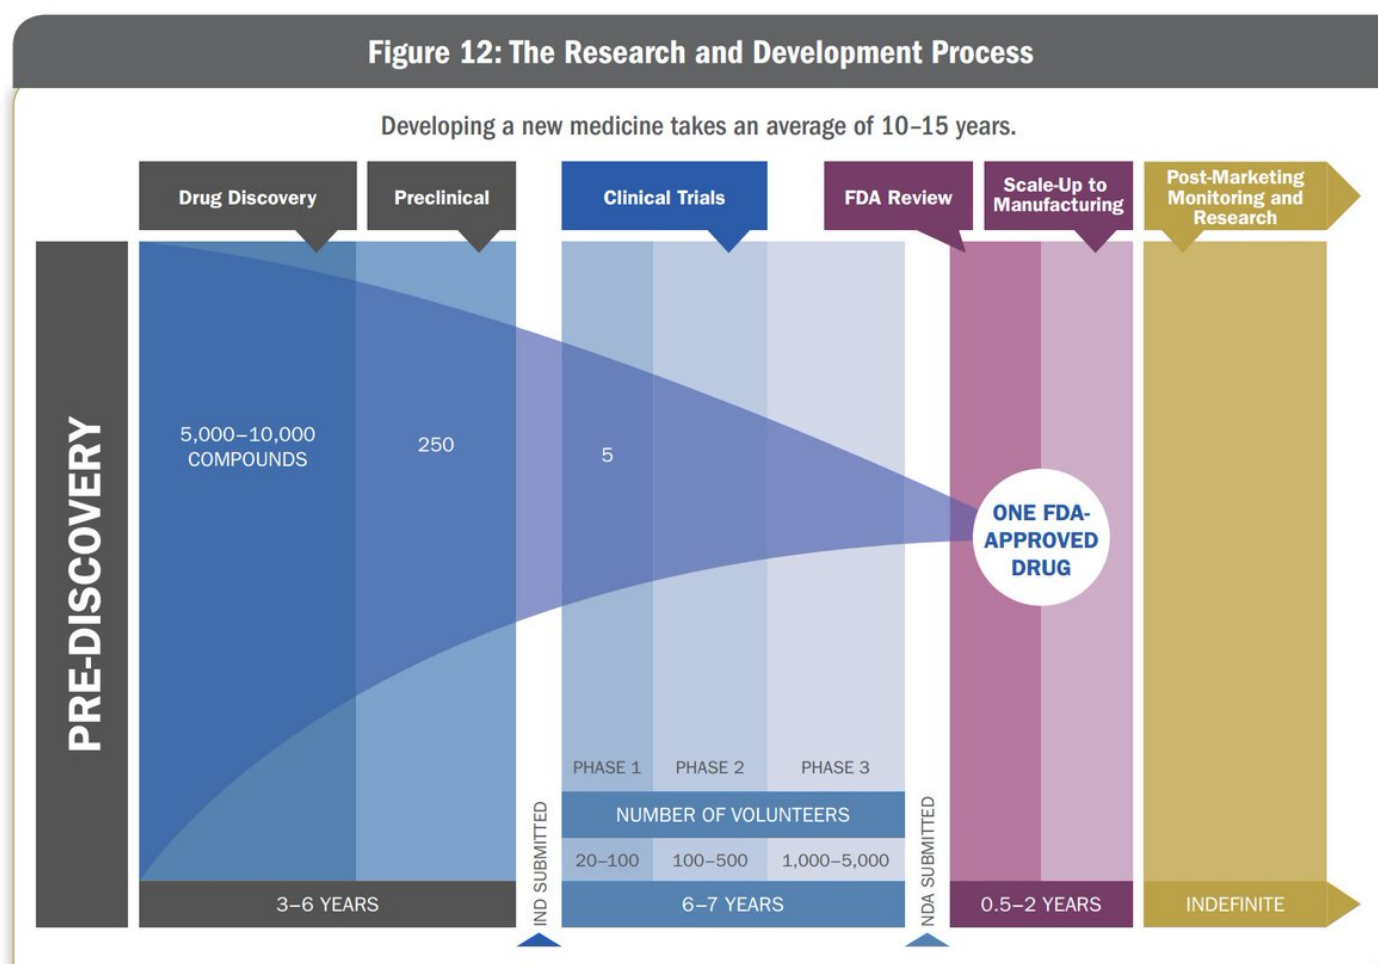 Figure 12: The Research and Development Process
Developing a new medicine takes an average of 10–15 years.
Drug Discovery
Preclinical
Clinical Trials
FDA Review
Scale-Up to
Manufacturing
Post-Marketing
Monitoring and
Research
PRE-DISCOVERY
5,000–10,000
COMPOUNDS
250
5
ONE FDA-
APPROVED
DRUG
PHASE 1
PHASE 2
PHASE 3
NUMBER OF VOLUNTEERS
20–100
100–500
1,000–5,000
IND SUBMITTED
NDA SUBMITTED
3–6 YEARS
6–7 YEARS
0.5–2 YEARS
INDEFINITE